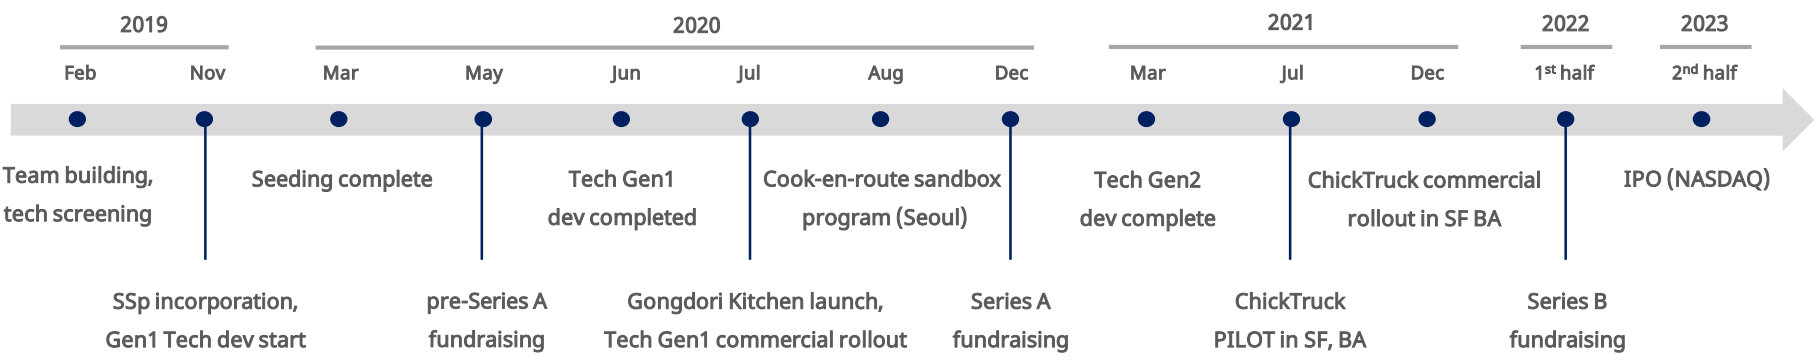 2019
2020
2021
2022
2023
Feb
Nov
Mar
May
Jun
Jul
Aug
Dec
Mar
Jul
Dec
1st half
2nd half
Team building,
tech screening
SSp incorporation,
Gen1 Tech dev start
Seeding complete
pre-Series A
fundraising
Tech Gen1
dev completed
Gongdori Kitchen launch,
Tech Gen1 commercial rollout
Cook-en-route sandbox
program (Seoul)
Series A
fundraising
Tech Gen2
dev complete
ChickTruck
PILOT in SF, BA
ChickTruck commercial
rollout in SF BA
Series B
fundraising
IPO (NASDAQ)